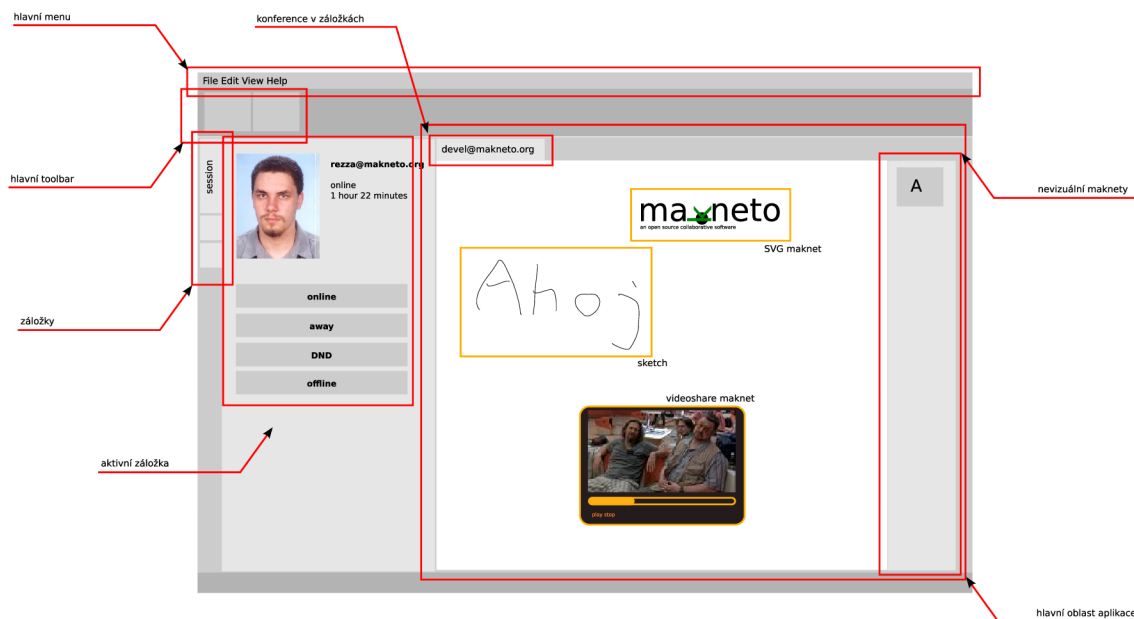 hlavní menu
konference v záložkách
File Edit View Help
devel@makneto.org
session
rezza@makneto.org
online
1 hour 22 minutes
A
hlavní toolbar
nevizuální maknety
makneto
an open source collaborative software
SVG maknet
Ahoj
online
away
DND
offline
záložky
sketch
videoshare maknet
aktivní záložka
play stop
hlavní oblast aplikace